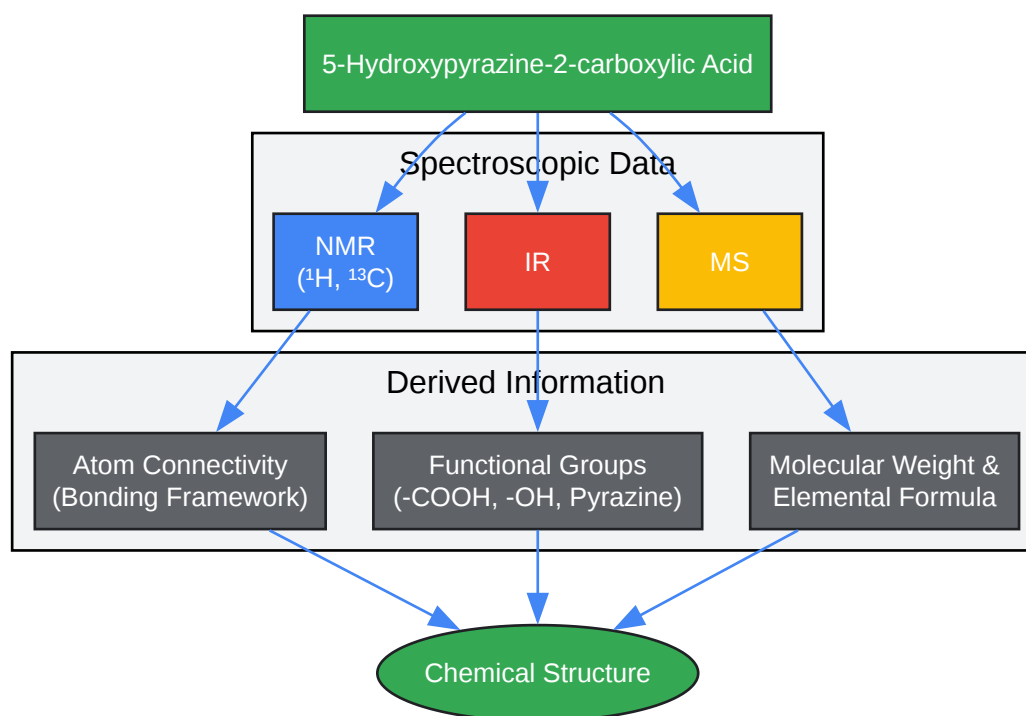 5-Hydroxypyrazine-2-carboxylic Acid
Spectroscopic Data
NMR
(¹H, ¹³C)
IR
MS
Derived Information
Atom Connectivity
(Bonding Framework)
Functional Groups
(-COOH, -OH, Pyrazine)
Molecular Weight &
Elemental Formula
Chemical Structure